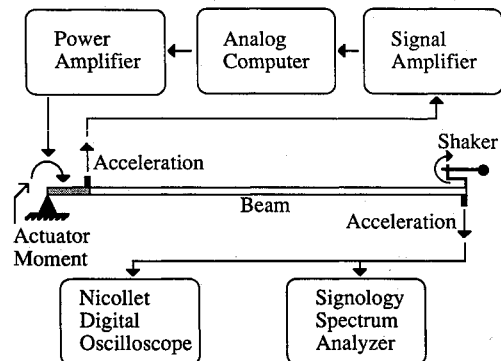 Power
Amplifier
Analog
Computer
Signal
Amplifier
Shaker
Acceleration
Beam
Acceleration
Actuator
Moment
Nicollet
Digital
Oscilloscope
Signology
Spectrum
Analyzer